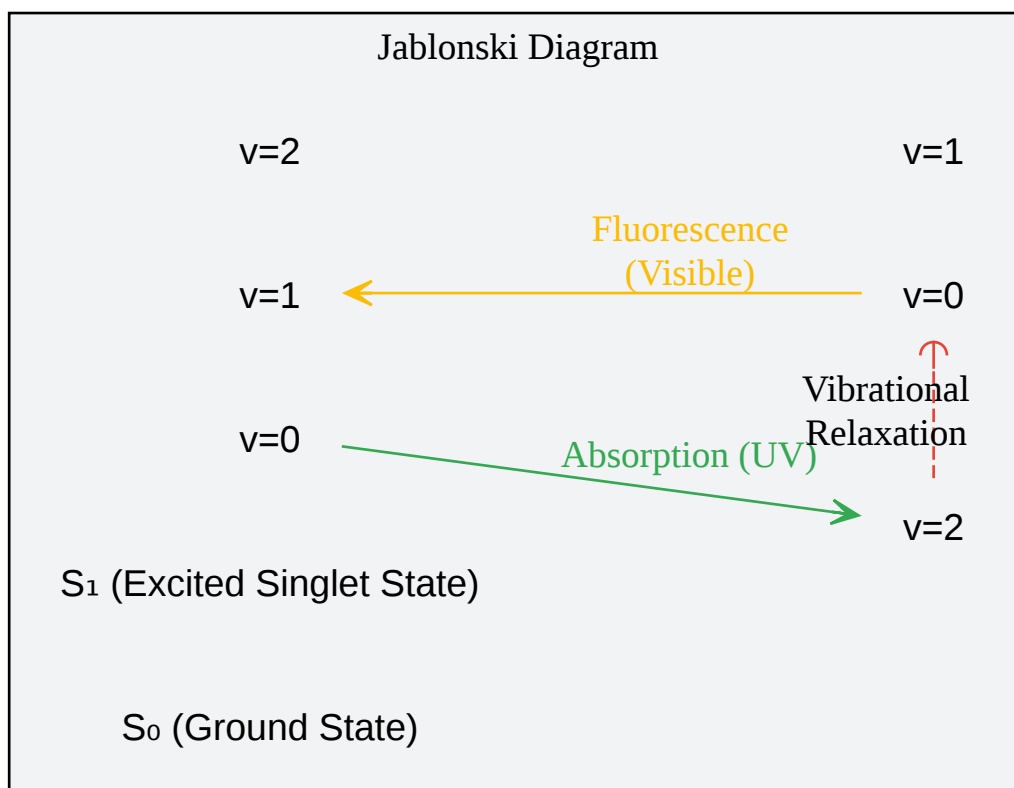 Jablonski Diagram
v=2
v=1
Fluorescence
(Visible)
v=1
v=0
Vibrational
Relaxation
v=0
Absorption (UV)
v=2
S₁ (Excited Singlet State)
S₀ (Ground State)